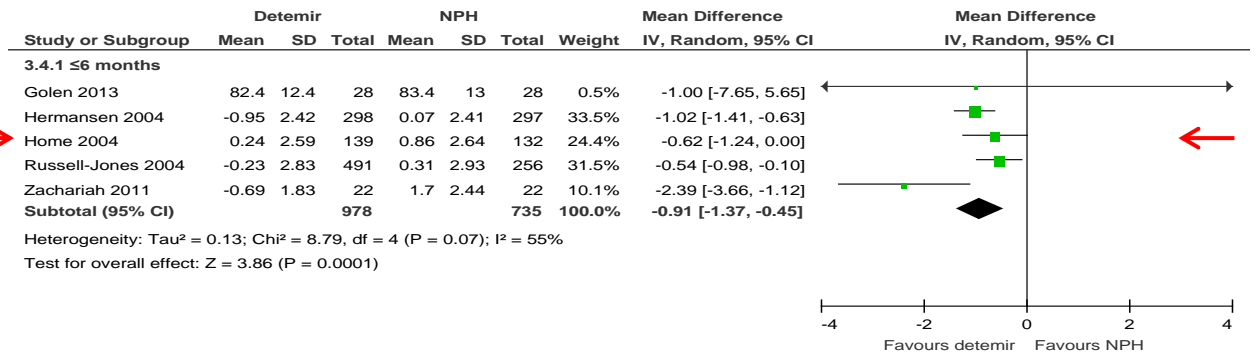 Detemir NPH Mean Difference Mean Difference
Study or Subgroup Mean SD Total Mean SD Total Weight IV, Random, 95% CI IV, Random, 95% CI
3.4.1 ≤6 months
Golen 2013 82.4 12.4 28 83.4 13 28 0.5% -1.00 [-7.65, 5.65]
Hermansen 2004 -0.95 2.42 298 0.07 2.41 297 33.5% -1.02 [-1.41, -0.63]
Home 2004 0.24 2.59 139 0.86 2.64 132 24.4% -0.62 [-1.24, 0.00]
Russell-Jones 2004 -0.23 2.83 491 0.31 2.93 256 31.5% -0.54 [-0.98, -0.10]
Zachariah 2011 -0.69 1.83 22 1.7 2.44 22 10.1% -2.39 [-3.66, -1.12]
Subtotal (95% CI) 978 735 100.0% -0.91 [-1.37, -0.45]
Heterogeneity: Tau² = 0.13; Chi² = 8.79, df = 4 (P = 0.07); I² = 55%
Test for overall effect: Z = 3.86 (P = 0.0001)
-4 -2 0 2 4
Favours detemir Favours NPH